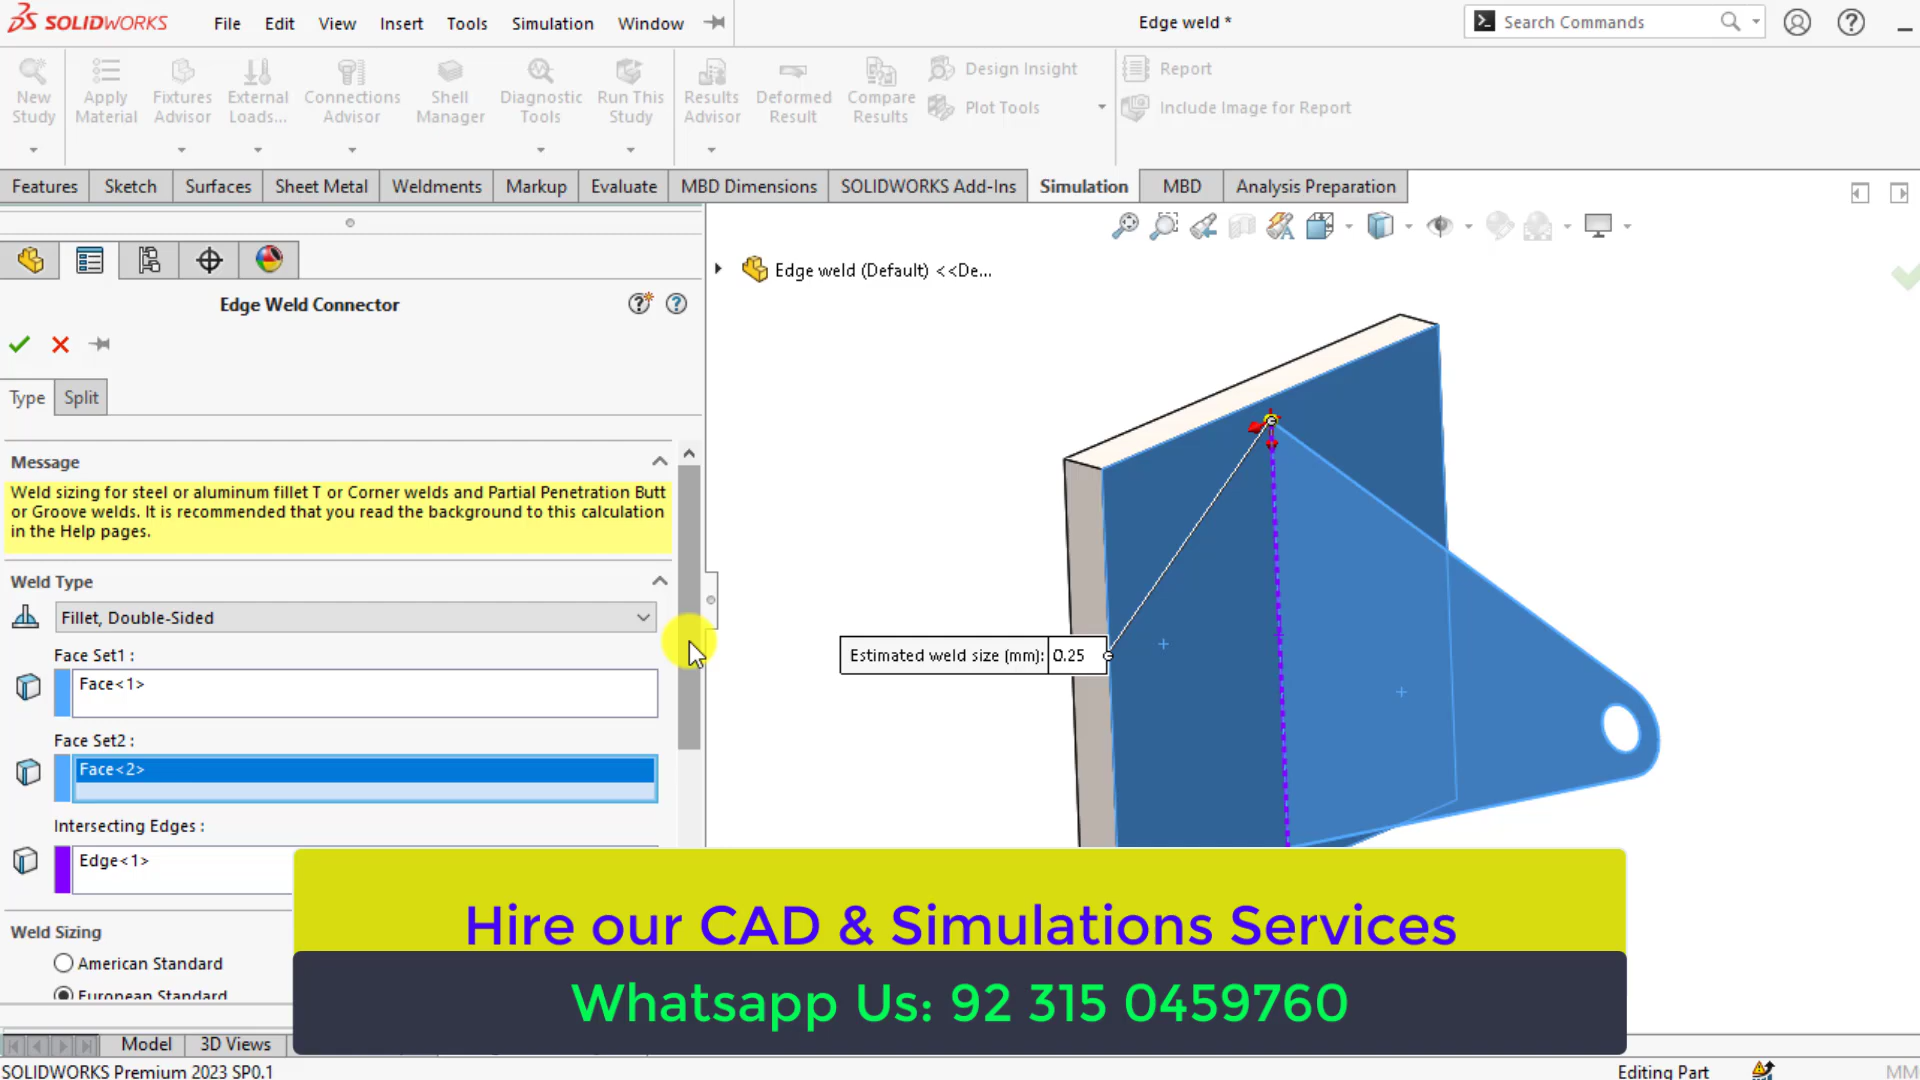 SOLIDWORKS File Edit View Insert Tools Simulation Window Edge weld * Search Commands
New Study
Apply Material
Fixtures Advisor
External Loads...
Connections Advisor
Shell Manager
Diagnostic Tools
Run This Study
Results Advisor
Deformed Result
Compare Results
Design Insight
Plot Tools
Report
Include Image for Report
Features Sketch Surfaces Sheet Metal Weldments Markup Evaluate MBD Dimensions SOLIDWORKS Add-Ins Simulation MBD Analysis Preparation
Edge weld (Default) <<De...
Edge Weld Connector
Type Split
Message
Weld sizing for steel or aluminum fillet T or Corner welds and Partial Penetration Butt
or Groove welds. It is recommended that you read the background to this calculation
in the Help pages.
Weld Type
Fillet, Double-Sided
Face Set1 :
Face<1>
Face Set2 :
Face<2>
Intersecting Edges :
Edge<1>
Weld Sizing
American Standard
European Standard
Estimated weld size (mm): 0.25
Hire our CAD & Simulations Services
Whatsapp Us: 92 315 0459760
Model 3D Views
SOLIDWORKS Premium 2023 SP0.1
Editing Part
MM